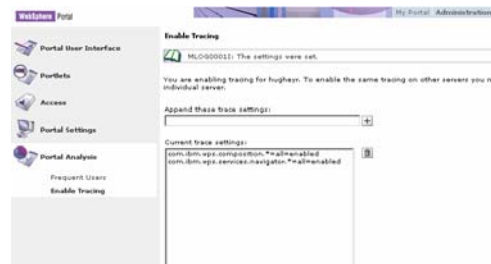 WebSphere Portal
My Portal Administration
Portal User Interface
Portlets
Access
Portal Settings
Portal Analysis
Frequent Users
Enable Tracing
Enable Tracing
MLOG0001I: The settings were set.
You are enabling tracing for hugheyr. To enable the same tracing on other servers you
individual server.
Append these trace settings:
Current trace settings:
com.ibm.wps.composition.*=all=enabled
com.ibm.wps.services.navigator.*=all=enabled